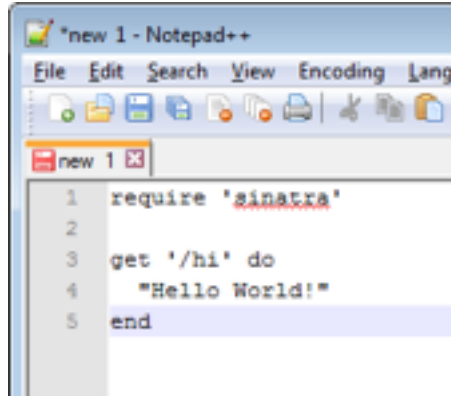 *new 1 - Notepad++
File Edit Search View Encoding Lang
new 1
1 require 'sinatra'
2
3 get '/hi' do
4 "Hello World!"
5 end